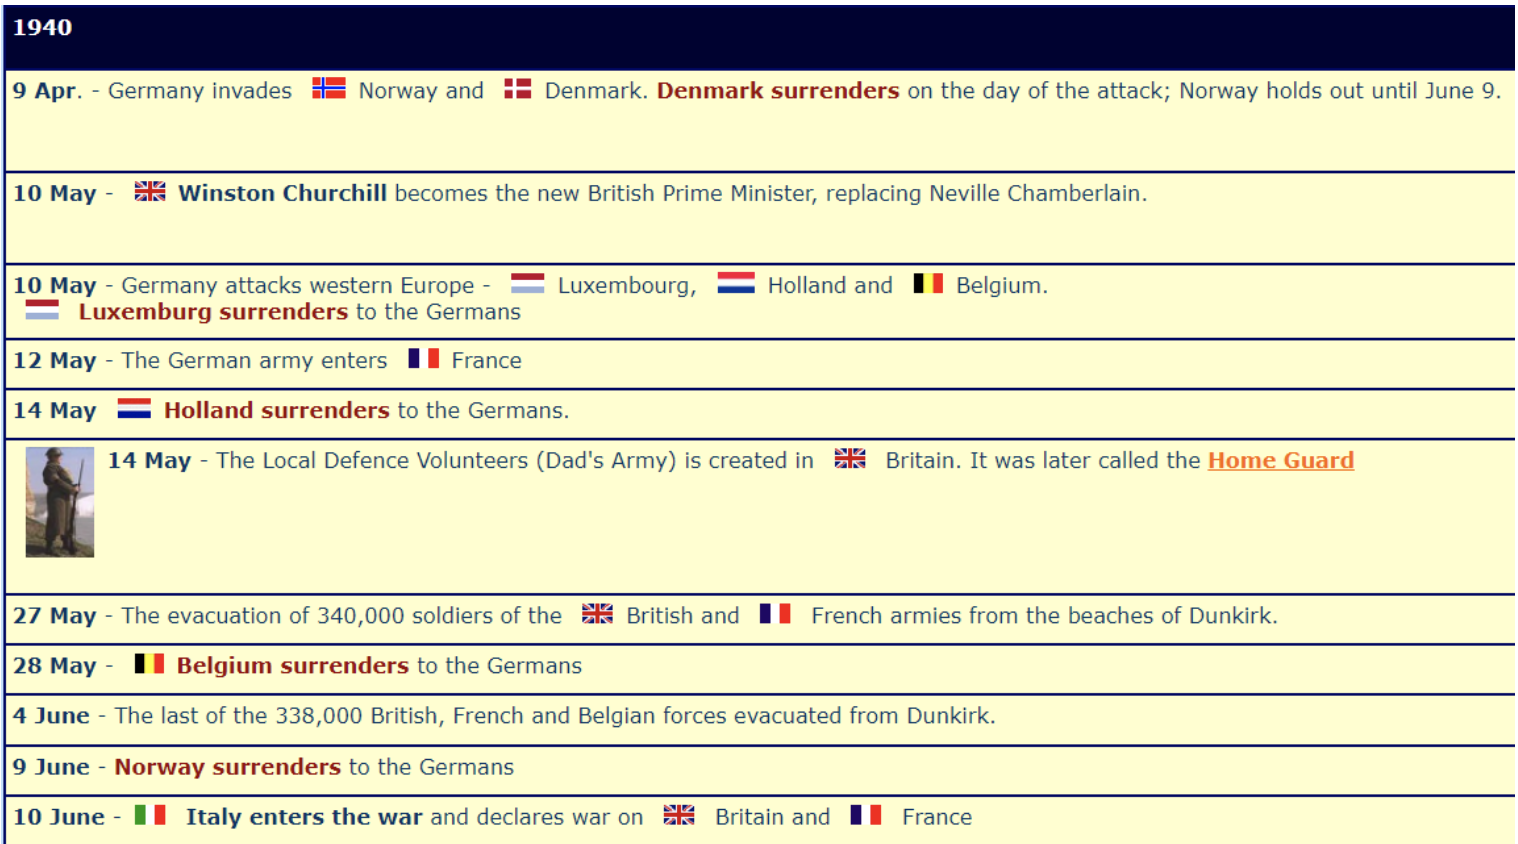 1940
9 Apr. - Germany invades Norway and Denmark. Denmark surrenders on the day of the attack; Norway holds out until June 9.
10 May - Winston Churchill becomes the new British Prime Minister, replacing Neville Chamberlain.
10 May - Germany attacks western Europe - Luxembourg, Holland and Belgium.
Luxemburg surrenders to the Germans
12 May - The German army enters France
14 May Holland surrenders to the Germans.
14 May - The Local Defence Volunteers (Dad's Army) is created in Britain. It was later called the Home Guard
27 May - The evacuation of 340,000 soldiers of the British and French armies from the beaches of Dunkirk.
28 May - Belgium surrenders to the Germans
4 June - The last of the 338,000 British, French and Belgian forces evacuated from Dunkirk.
9 June - Norway surrenders to the Germans
10 June - Italy enters the war and declares war on Britain and France